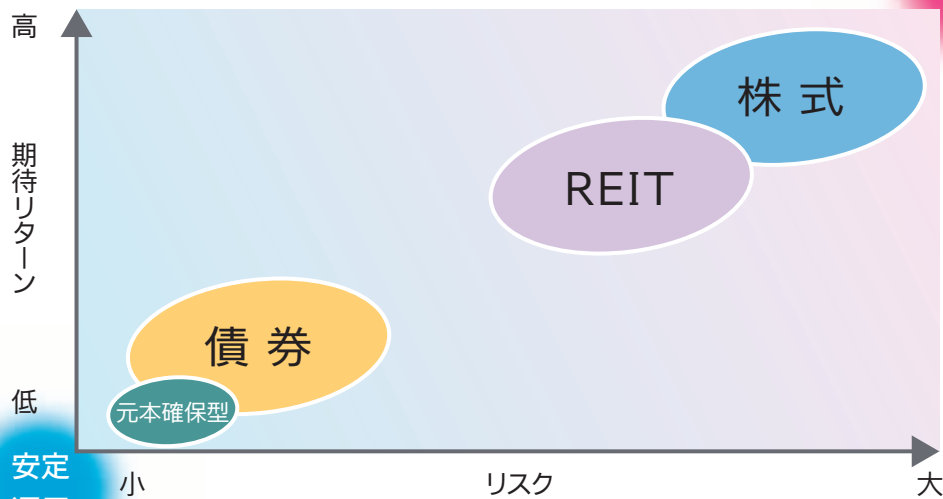 高
株式
REIT
期待リターン
債券
低
元本確保型
安定
小
リスク
大